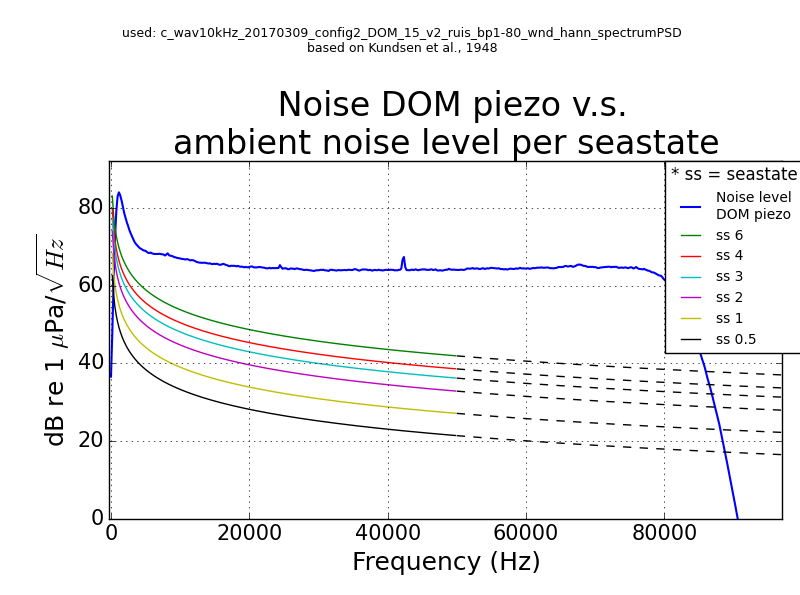 used: c_wav10kHz_20170309_config2_DOM_15_v2_ruis_bp1-80_wnd_hann_spectrumPSD
based on Kundsen et al., 1948
Noise DOM piezo v.s.
ambient noise level per seastate
* ss = seastate
Noise level
DOM piezo
ss 6
ss 4
ss 3
ss 2
ss 1
ss 0.5
dB re 1 μPa/√Hz
80
60
40
20
0
0 20000 40000 60000 80000
Frequency (Hz)